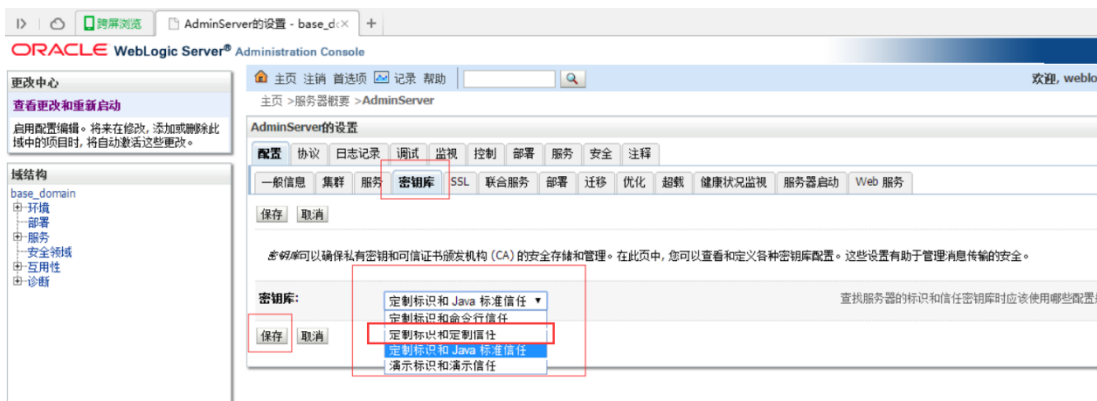 跨屏浏览
AdminServer的设置 - base_d
ORACLE WebLogic Server® Administration Console
更改中心
查看更改和重新启动
启用配置编辑。将来在修改, 添加或删除此
域中的项目时, 将自动激活这些更改。
域结构
base_domain
环境
部署
服务
安全领域
互用性
诊断
主页 注销 首选项 记录 帮助
欢迎, weblo
主页 >服务器概要 >AdminServer
AdminServer的设置
配置 协议 日志记录 调试 监视 控制 部署 服务 安全 注释
一般信息 集群 服务 密钥库 SSL 联合服务 部署 迁移 优化 超载 健康状况监视 服务器启动 Web 服务
保存 取消
密钥库可以确保私有密钥和可信证书颁发机构 (CA) 的安全存储和管理。在此页中, 您可以查看和定义各种密钥库配置。这些设置有助于管理消息传输的安全。
密钥库: 定制标识和 Java 标准信任 查找服务器的标识和信任密钥库时应该使用哪些配置
定制标识和命令行信任
定制标识和定制信任
定制标识和 Java 标准信任
演示标识和演示信任
保存 取消